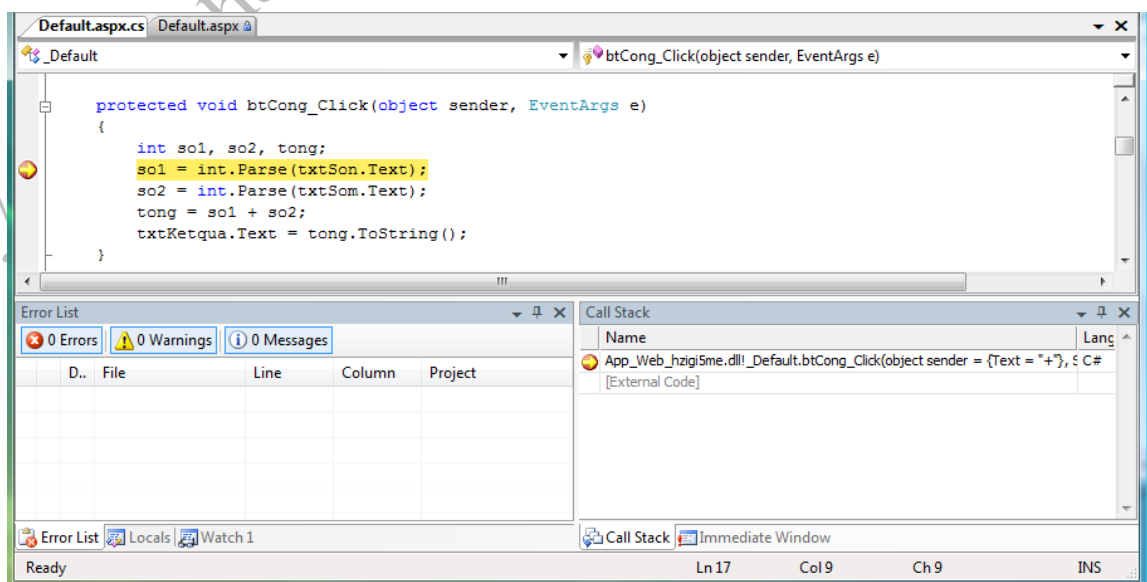 Default.aspx.cs Default.aspx
_Default btCong_Click(object sender, EventArgs e)
protected void btCong_Click(object sender, EventArgs e)
{
int so1, so2, tong;
so1 = int.Parse(txtSon.Text);
so2 = int.Parse(txtSom.Text);
tong = so1 + so2;
txtKetqua.Text = tong.ToString();
}
Error List
0 Errors 0 Warnings 0 Messages
D.. File Line Column Project
Error List Locals Watch 1
Call Stack
Name Lang
App_Web_hzigi5me.dll!_Default.btCong_Click(object sender = {Text = "+"}, S C#
[External Code]
Call Stack Immediate Window
Ready Ln 17 Col 9 Ch 9 INS